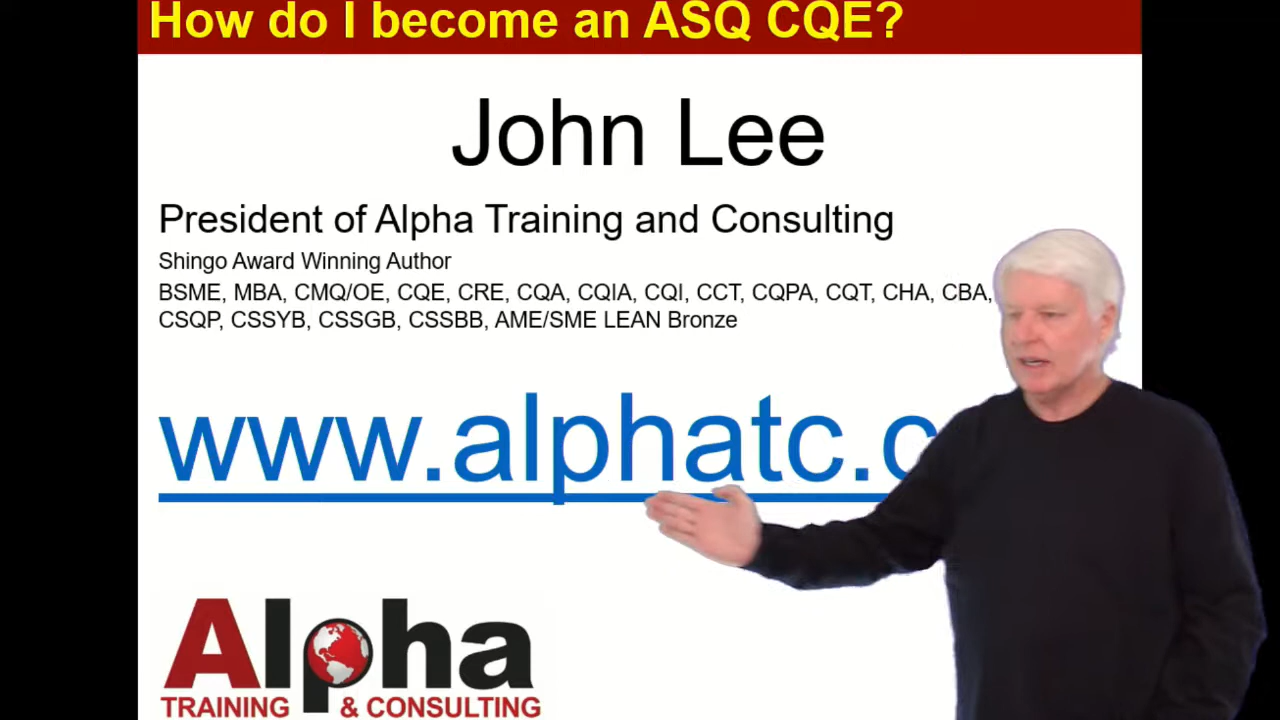 How do I become an ASQ CQE?
John Lee
President of Alpha Training and Consulting
Shingo Award Winning Author
BSME, MBA, CMQ/OE, CQE, CRE, CQA, CQIA, CQI, CCT, CQPA, CQT, CHA, CBA,
CSQP, CSSYB, CSSGB, CSSBB, AME/SME LEAN Bronze
www.alphatc.c
Alpha
TRAINING & CONSULTING